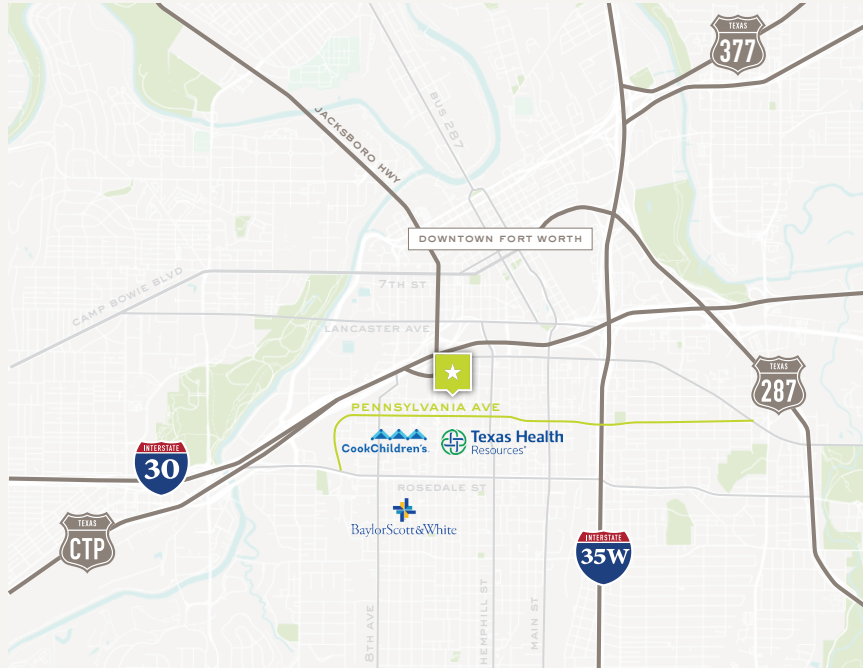 TEXAS
377
BUS 287
JACKSBORO HWY
DOWNTOWN FORT WORTH
CAMP BOWIE BLVD
7TH ST
LANCASTER AVE
TEXAS
287
PENNSYLVANIA AVE
CookChildren's.
Texas Health
Resources®
INTERSTATE
30
ROSEDALE ST
TEXAS
CTP
BaylorScott&White
INTERSTATE
35W
8TH AVE
HEMPHILL ST
MAIN ST